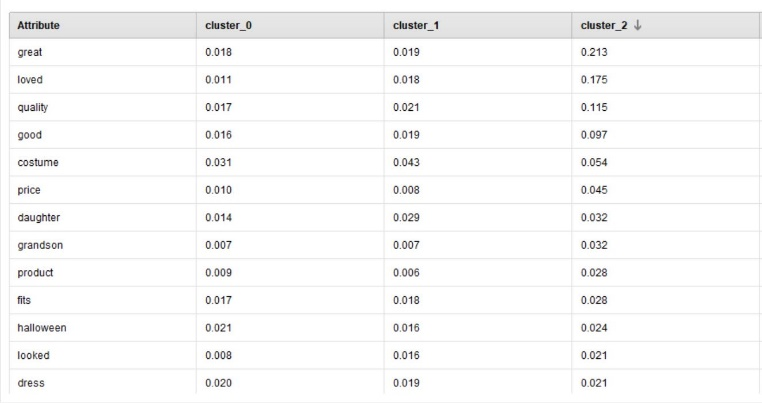 Attribute cluster_0 cluster_1 cluster_2 ↓
great 0.018 0.019 0.213
loved 0.011 0.018 0.175
quality 0.017 0.021 0.115
good 0.016 0.019 0.097
costume 0.031 0.043 0.054
price 0.010 0.008 0.045
daughter 0.014 0.029 0.032
grandson 0.007 0.007 0.032
product 0.009 0.006 0.028
fits 0.017 0.018 0.028
halloween 0.021 0.016 0.024
looked 0.008 0.016 0.021
dress 0.020 0.019 0.021